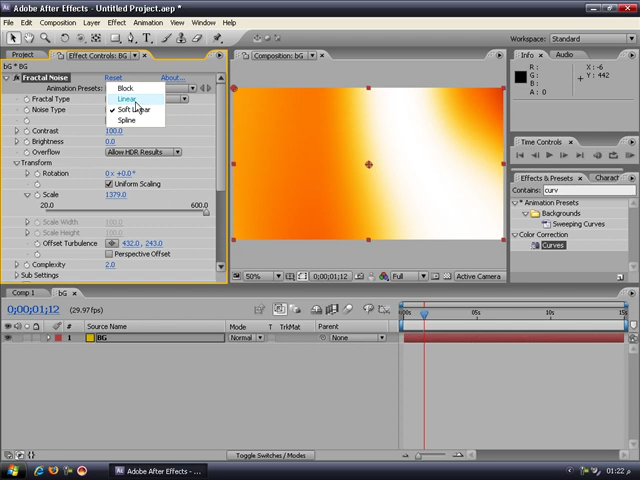 Adobe After Effects - Untitled Project.aep *
File Edit Composition Layer Effect Animation View Window Help
Workspace: Standard
Project Effect Controls: BG
Composition: BG
Info Audio
bG * BG
Fractal Noise Reset About...
Animation Presets:
Block
Fractal Type
Linear
Noise Type
Soft Linear
Spline
Contrast 100.0
Brightness 0.0
Overflow Allow HDR Results
Transform
Rotation 0 x +0.0°
Uniform Scaling
Scale 1379.0
20.0 600.0
Scale Width 100.0
Scale Height 100.0
Offset Turbulence 432.0, 243.0
Perspective Offset
Complexity 2.0
Sub Settings
R :
G :
B :
A : 0
X : -6
Y : 442
Time Controls
Effects & Presets Charact
Contains: curv
* Animation Presets
Backgrounds
Sweeping Curves
Color Correction
Curves
50% 0;00;01;12 Full Active Camera
Comp 1 bG
0;00;01;12 (29.97fps)
# Source Name Mode T TrkMat Parent
00s 05s 10s 15s
1 BG Normal None
Toggle Switches / Modes
Adobe After Effects - ...
01:22 م